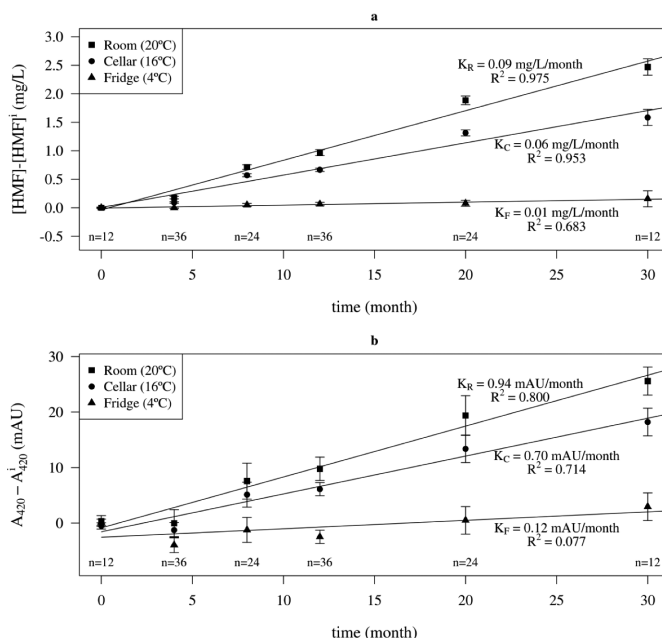 a
[HMF]-[HMF]ⁱ (mg/L)
3.0
2.5
2.0
1.5
1.0
0.5
0.0
-0.5
Room (20ºC)
Cellar (16ºC)
Fridge (4ºC)
K_R = 0.09 mg/L/month
R² = 0.975
K_C = 0.06 mg/L/month
R² = 0.953
K_F = 0.01 mg/L/month
R² = 0.683
n=12 n=36 n=24 n=36 n=24 n=12
0 5 10 15 20 25 30
time (month)
b
A₄₂₀ – Aⁱ₄₂₀ (mAU)
30
20
10
0
Room (20ºC)
Cellar (16ºC)
Fridge (4ºC)
K_R = 0.94 mAU/month
R² = 0.800
K_C = 0.70 mAU/month
R² = 0.714
K_F = 0.12 mAU/month
R² = 0.077
n=12 n=36 n=24 n=36 n=24 n=12
0 5 10 15 20 25 30
time (month)